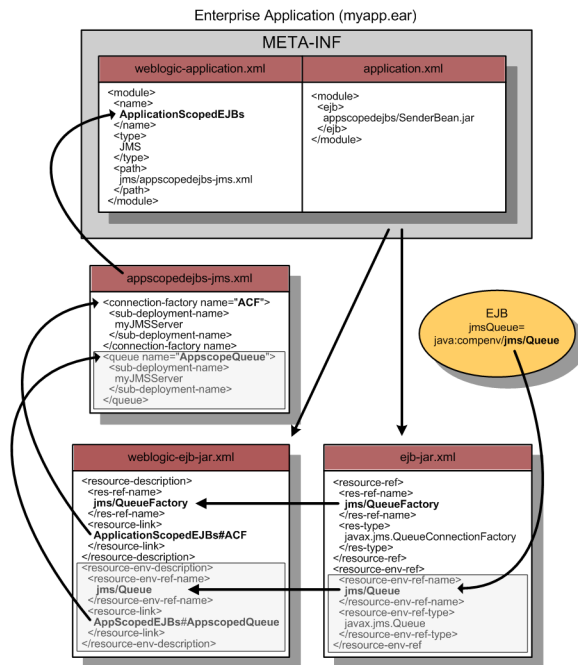 Enterprise Application (myapp.ear)
META-INF
weblogic-application.xml
<module>
<name>
ApplicationScopedEJBs
</name>
<type>
JMS
</type>
<path>
jms/appscopedejbs-jms.xml
</path>
</module>
application.xml
<module>
<ejb>
appscopedejbs/SenderBean.jar
</ejb>
</module>
appscopedejbs-jms.xml
<connection-factory name="ACF">
<sub-deployment-name>
myJMSServer
</sub-deployment-name>
</connection-factory name>
<queue name="AppscopeQueue">
<sub-deployment-name>
myJMSServer
</sub-deployment-name>
</queue>
EJB
jmsQueue=
java:compenv/jms/Queue
weblogic-ejb-jar.xml
<resource-description>
<res-ref-name>
jms/QueueFactory
</res-ref-name>
<resource-link>
ApplicationScopedEJBs#ACF
</resource-link>
</resource-description>
<resource-env-description>
<resource-env-ref-name>
jms/Queue
</resource-env-ref-name>
<resource-link>
AppScopedEJBs#AppscopedQueue
</resource-link>
</resource-env-description>
ejb-jar.xml
<resource-ref>
<res-ref-name>
jms/QueueFactory
</res-ref-name>
<res-type>
javax.jms.QueueConnectionFactory
</res-type>
</resource-ref>
<resource-env-ref>
<resource-env-ref-name>
jms/Queue
</resource-env-ref-name>
<resource-env-ref-type>
javax.jms.Queue
</resource-env-ref-type>
</resource-env-ref